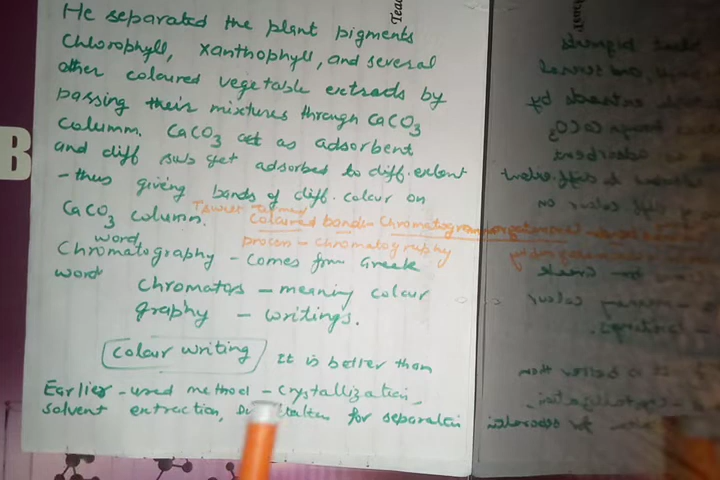 He separated the plant pigments
Chlorophyll, xanthophyll, and several
other coloured vegetable extracts by
passing their mixtures through CaCO3
Column. CaCO3 act as adsorbent
and diff sub get adsorbed to diff. extent
- thus giving bands of diff. colour on
CaCO3 column.
Coloured bands - Chromatogram
process - chromatography
word
Chromatography - comes from Greek
word
Chromatos - meaning colour
graphy - writings.
Colour writing It is better than
Earlier - used method - crystallization,
solvent extraction, for separation
B
Teac